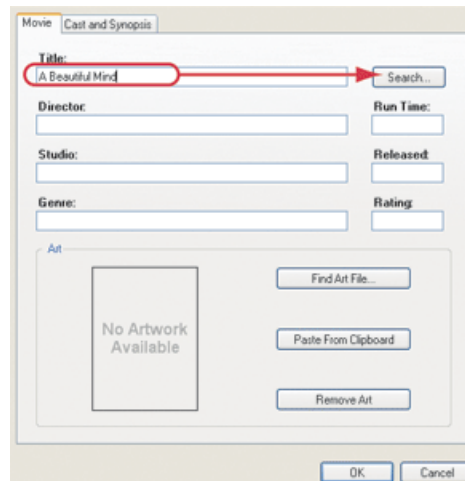 Movie
Cast and Synopsis
Title:
A Beautiful Mind
Search...
Director:
Run Time:
Studio:
Released:
Genre:
Rating:
Art
No Artwork
Available
Find Art File...
Paste From Clipboard
Remove Art
OK
Cancel